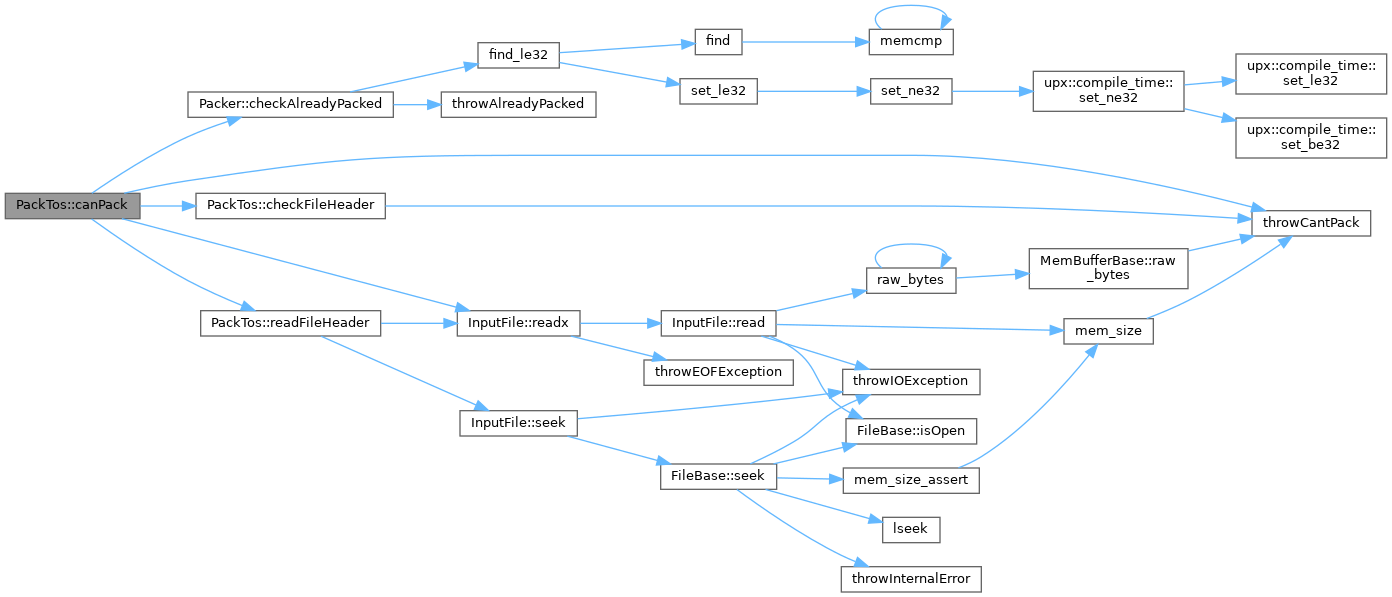 find
memcmp
find_le32
upx::compile_time::
set_le32
Packer::checkAlreadyPacked
throwAlreadyPacked
set_le32
set_ne32
upx::compile_time::
set_ne32
upx::compile_time::
set_be32
PackTos::canPack
PackTos::checkFileHeader
throwCantPack
raw_bytes
MemBufferBase::raw
_bytes
PackTos::readFileHeader
InputFile::readx
InputFile::read
mem_size
throwEOFException
throwIOException
InputFile::seek
FileBase::isOpen
FileBase::seek
mem_size_assert
lseek
throwInternalError